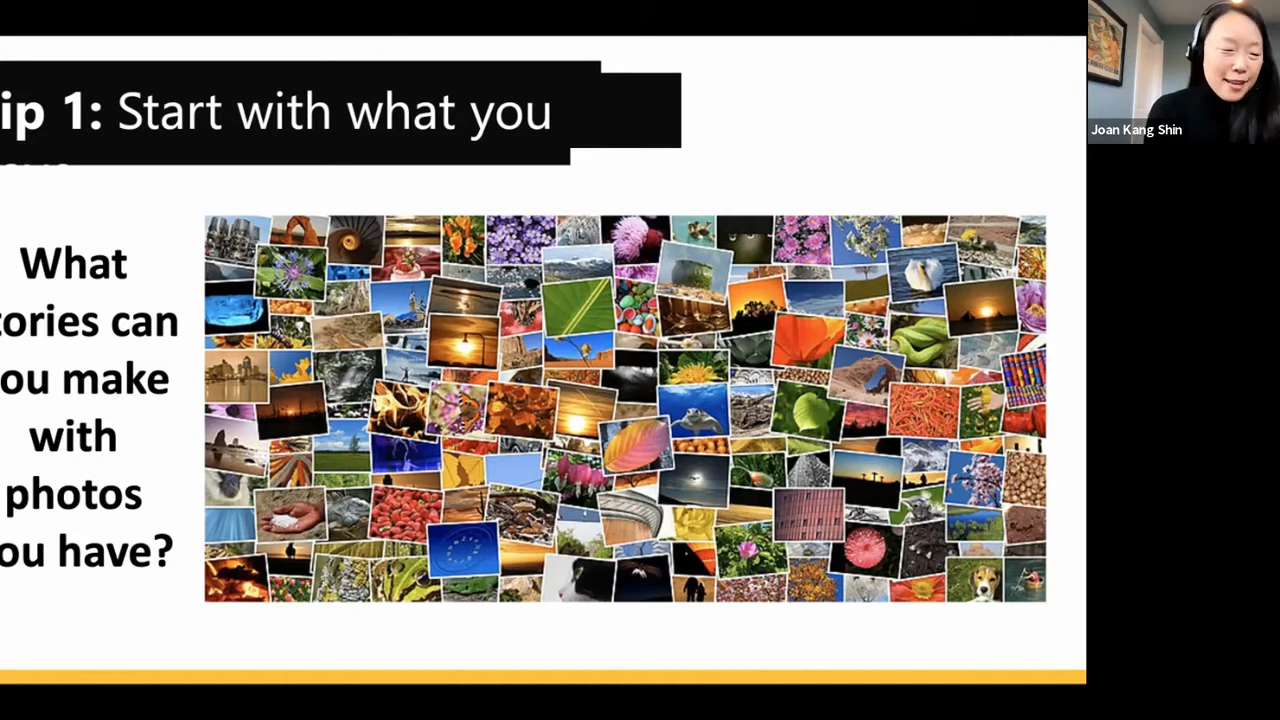 ip 1: Start with what you
What
tories can
ou make
with
photos
ou have?
Joan Kang Shin